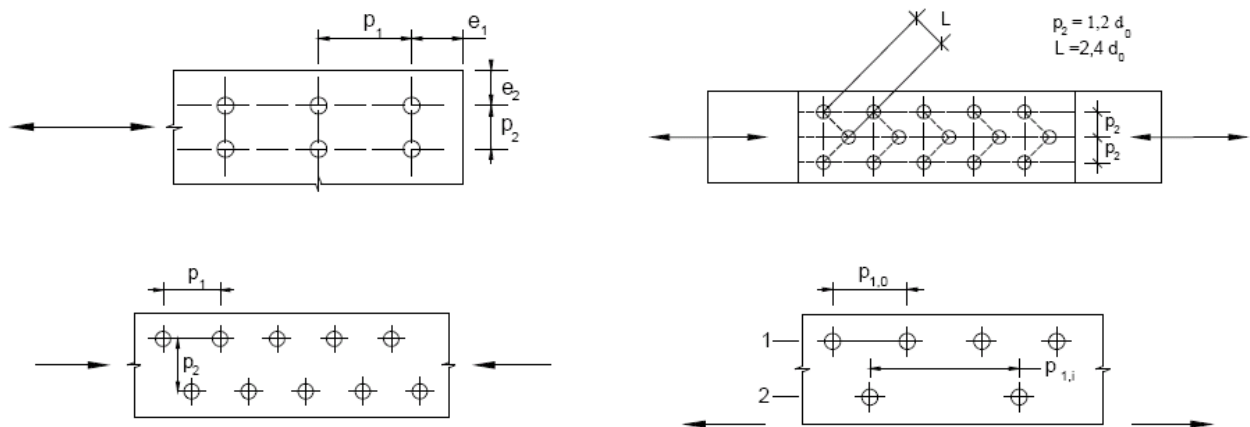 p₁ e₁
e₂
p₂
L
p₂ = 1,2 d₀
L =2,4 d₀
p₂
p₂
p₁
p₂
p₁,₀
1
p₁,ᵢ
2